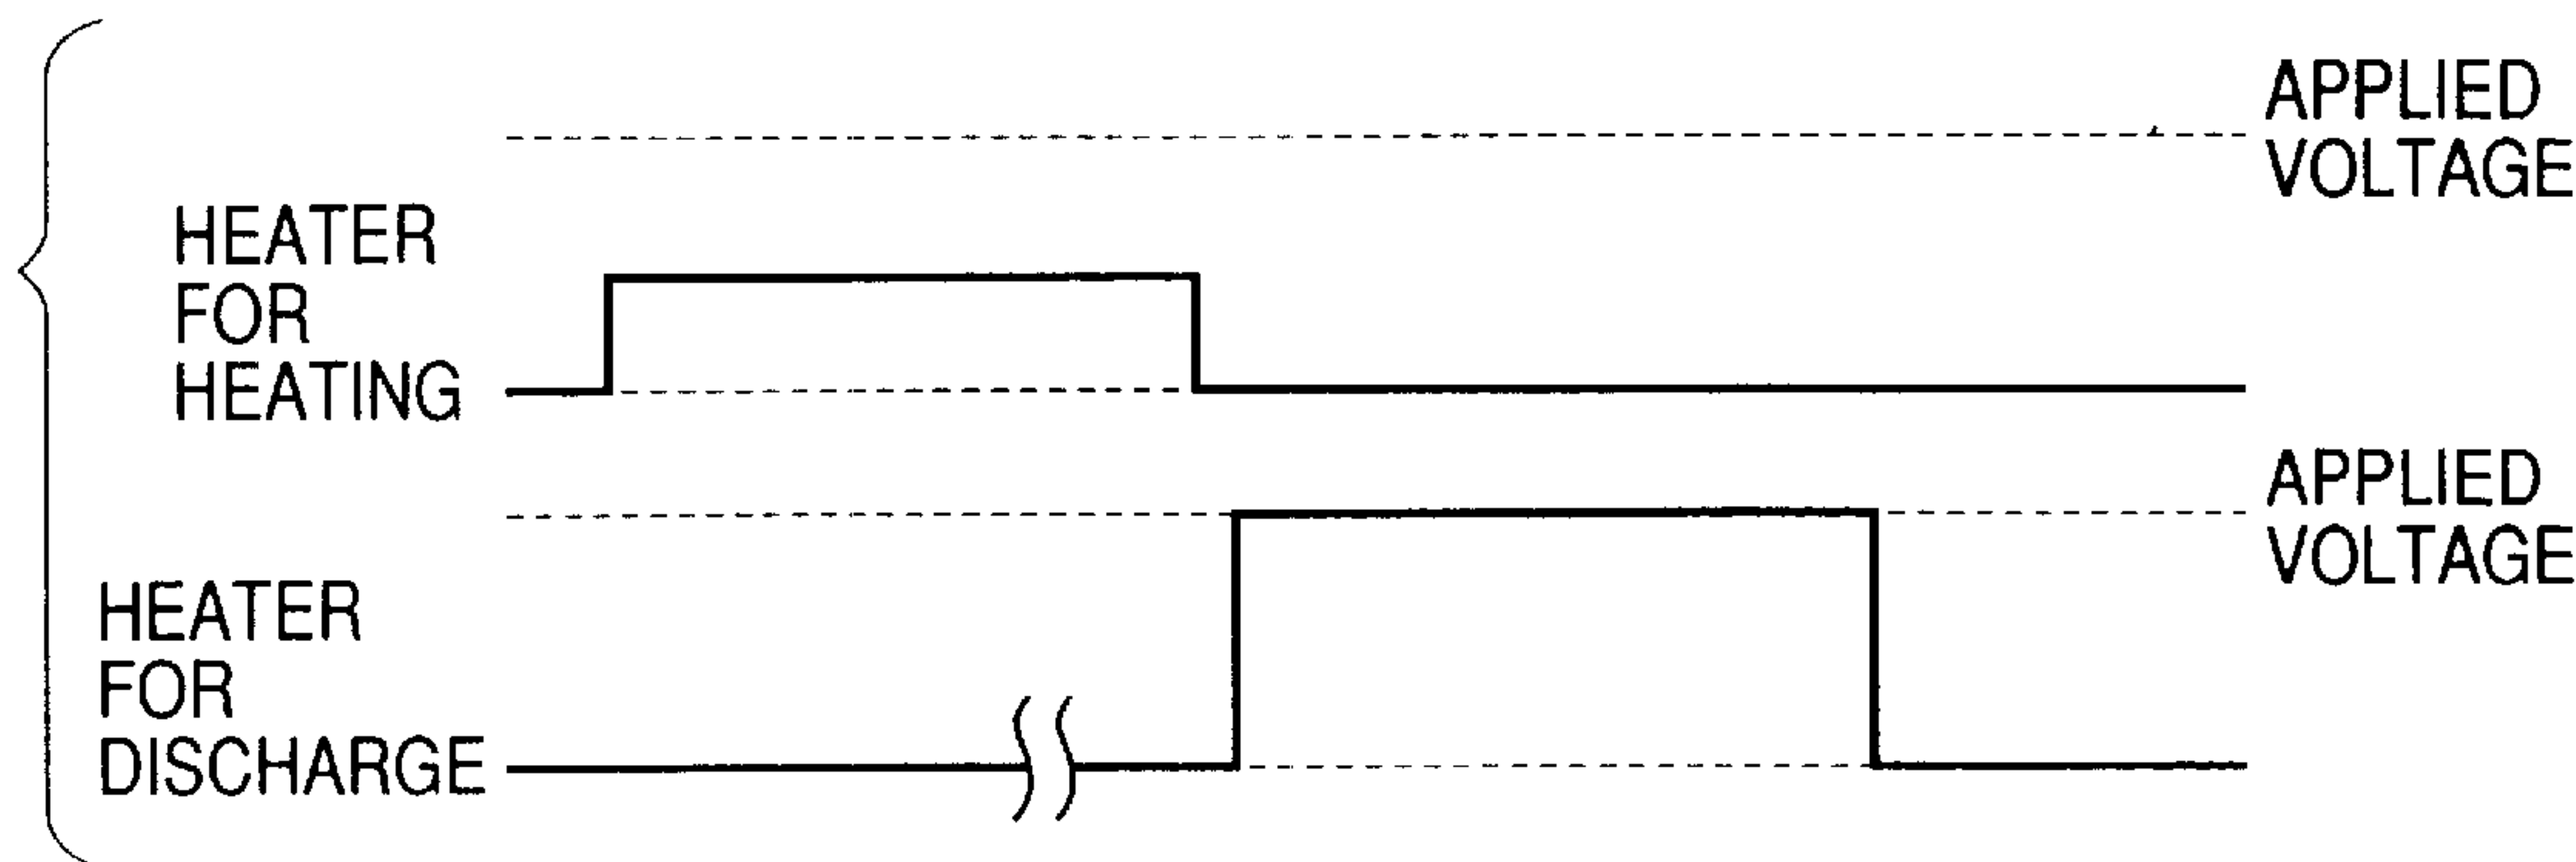 APPLIED
VOLTAGE
HEATER
FOR
HEATING
APPLIED
VOLTAGE
HEATER
FOR
DISCHARGE